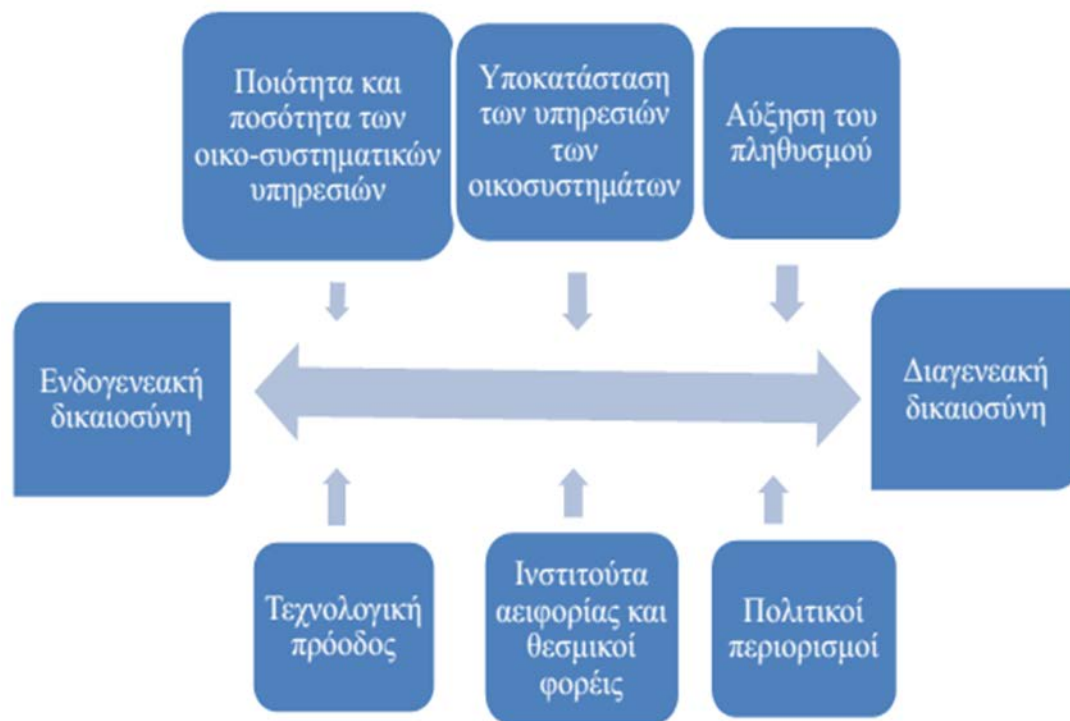 Ποιότητα και
ποσότητα των
οικο-συστηματικών
υπηρεσιών
Υποκατάσταση
των υπηρεσιών
των
οικοσυστημάτων
Αύξηση του
πληθυσμού
Ενδογενεακή
δικαιοσύνη
Διαγενεακή
δικαιοσύνη
Τεχνολογική
πρόοδος
Ινστιτούτα
αειφορίας και
θεσμικοί
φορέις
Πολιτικοί
περιορισμοί